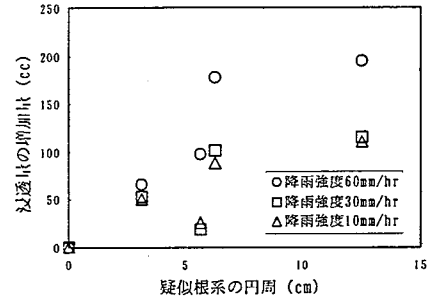 250
200
150
100
50
0
浸透量の増加量 (cc)
○降雨強度60mm/hr
□降雨強度30mm/hr
△降雨強度10mm/hr
0
5
10
15
疑似根系の円周 (cm)